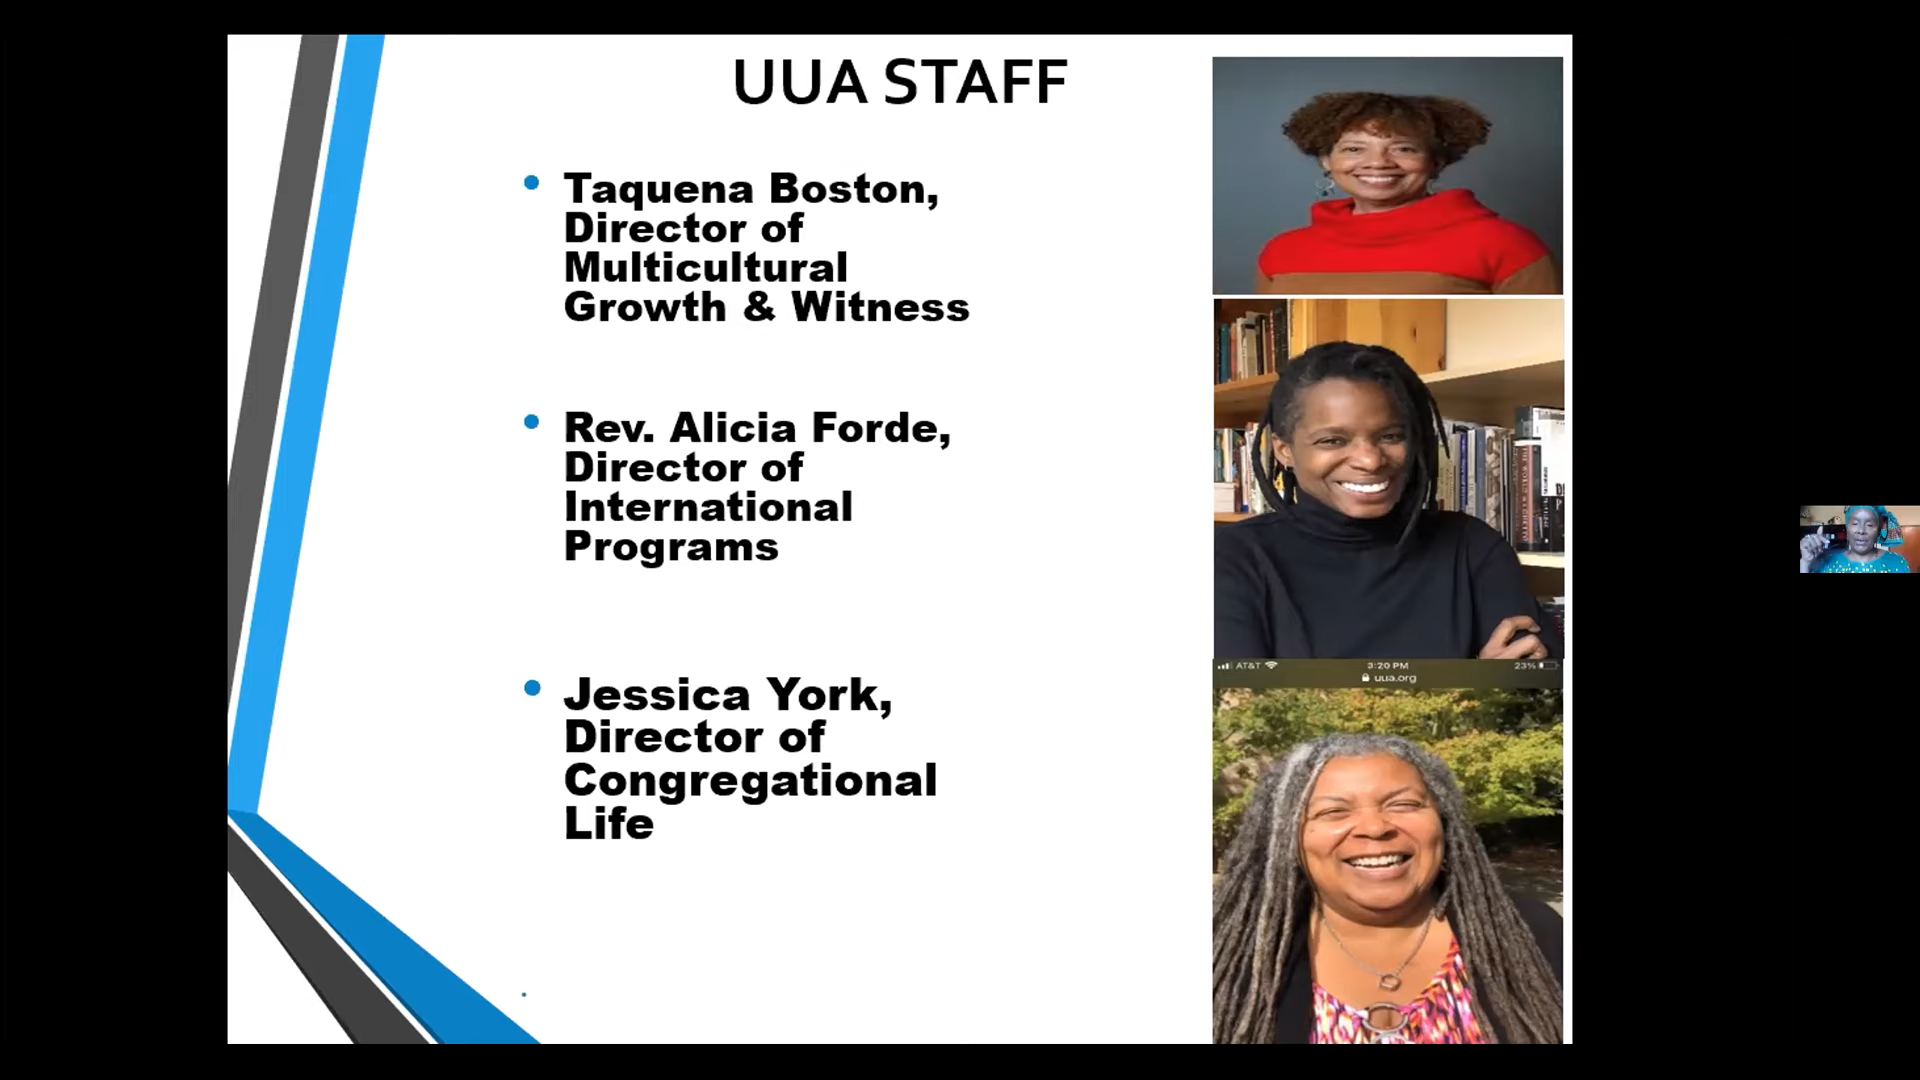 UUA STAFF
• Taquena Boston,
Director of
Multicultural
Growth & Witness
• Rev. Alicia Forde,
Director of
International
Programs
• Jessica York,
Director of
Congregational
Life
AT&T 3:20 PM 23%
uua.org